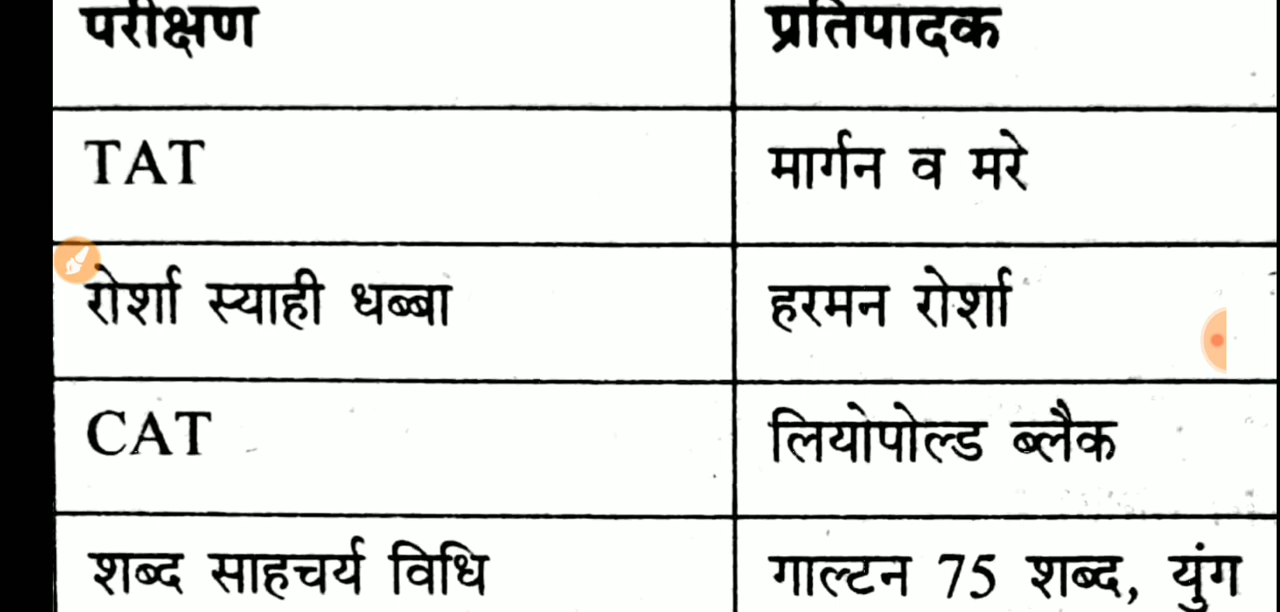 परीक्षण प्रतिपादक
TAT मार्गन व मरे
रोर्शा स्याही धब्बा हरमन रोर्शा
CAT लियोपोल्ड ब्लैक
शब्द साहचर्य विधि गाल्टन 75 शब्द, युंग